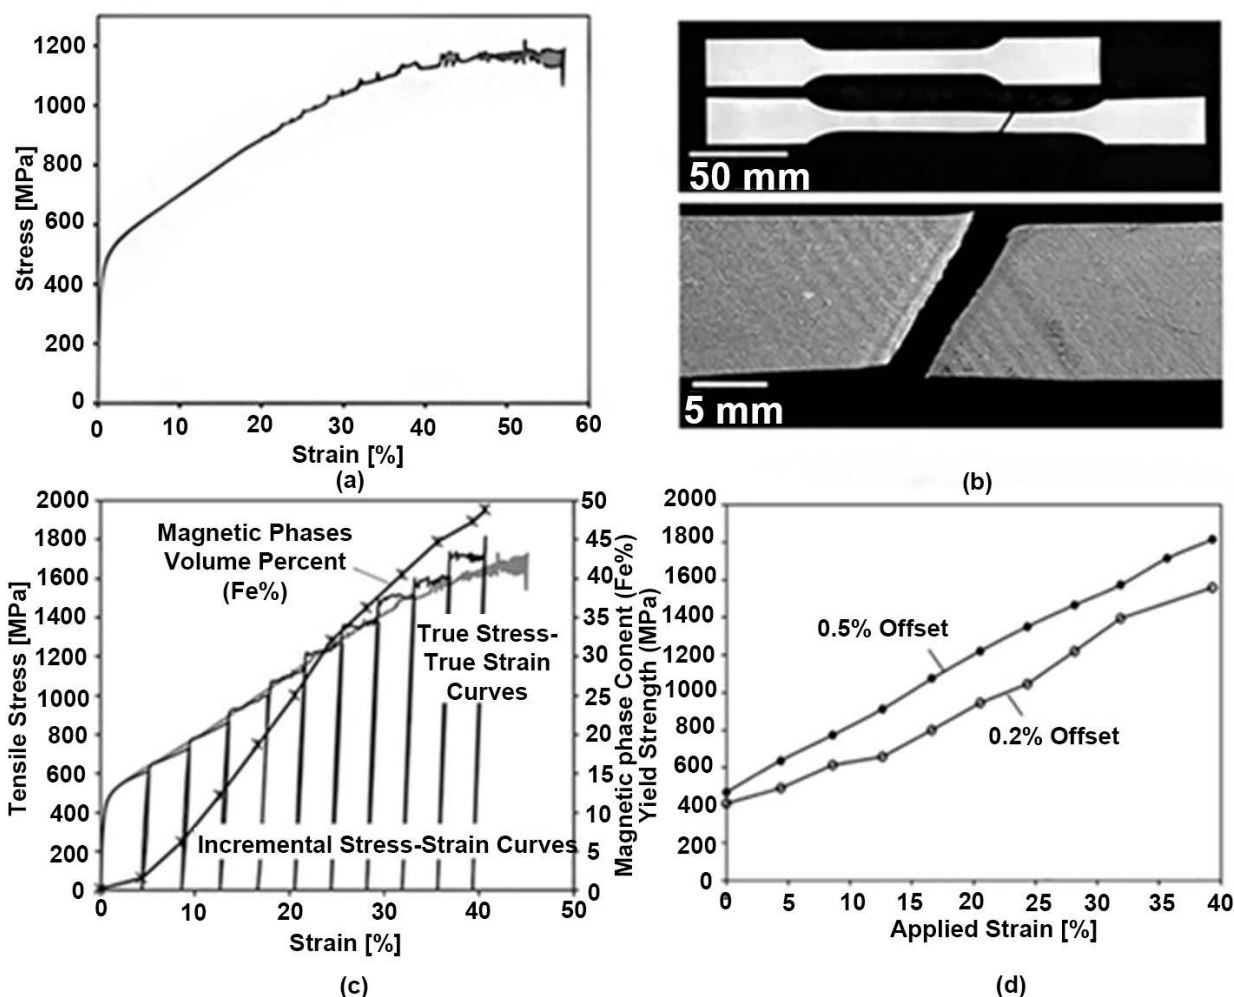 1200
1000
800
600
400
200
0
Stress [MPa]
0 10 20 30 40 50 60
Strain [%]
(a)
50 mm
5 mm
(b)
2000
1800
1600
1400
1200
1000
800
600
400
200
0
Tensile Stress [MPa]
Magnetic Phases
Volume Percent
(Fe%)
True Stress-
True Strain
Curves
Incremental Stress-Strain Curves
50
45
40
35
30
25
20
15
10
5
0
Magnetic phase Conent (Fe%)
0 10 20 30 40 50
Strain [%]
(c)
2000
1800
1600
1400
1200
1000
800
600
400
200
0
Yield Strength (MPa)
0.5% Offset
0.2% Offset
0 5 10 15 20 25 30 35 40
Applied Strain [%]
(d)